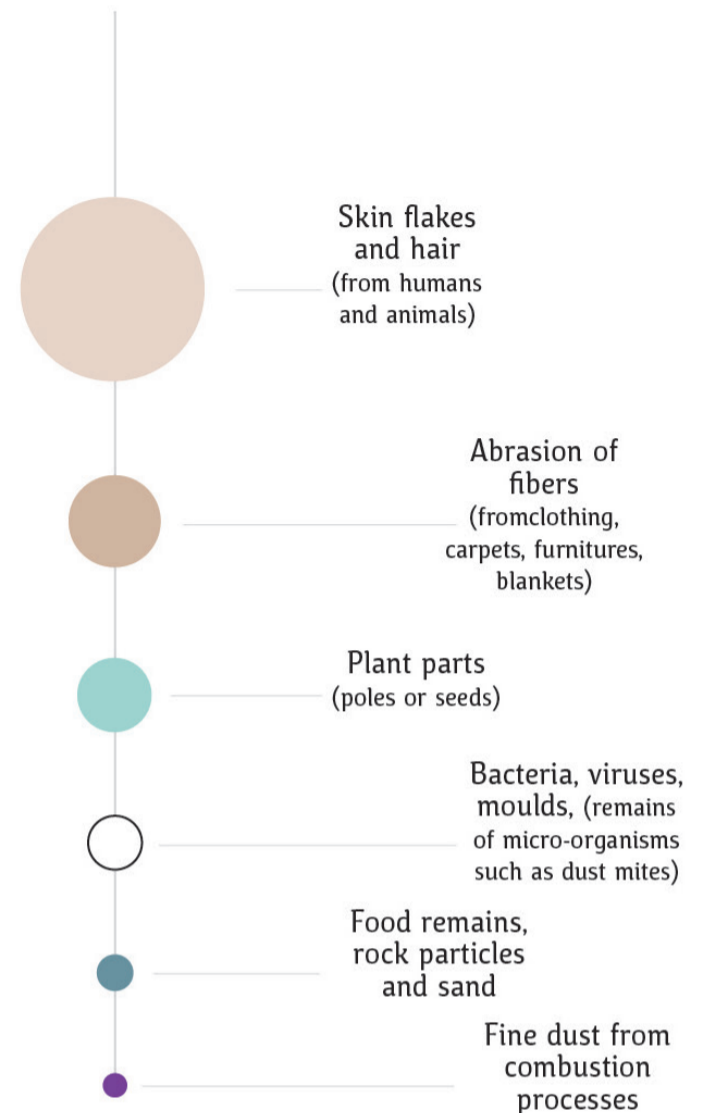 Skin flakes
and hair
(from humans
and animals)
Abrasion of
fibers
(fromclothing,
carpets, furnitures,
blankets)
Plant parts
(poles or seeds)
Bacteria, viruses,
moulds, (remains
of micro-organisms
such as dust mites)
Food remains,
rock particles
and sand
Fine dust from
combustion
processes